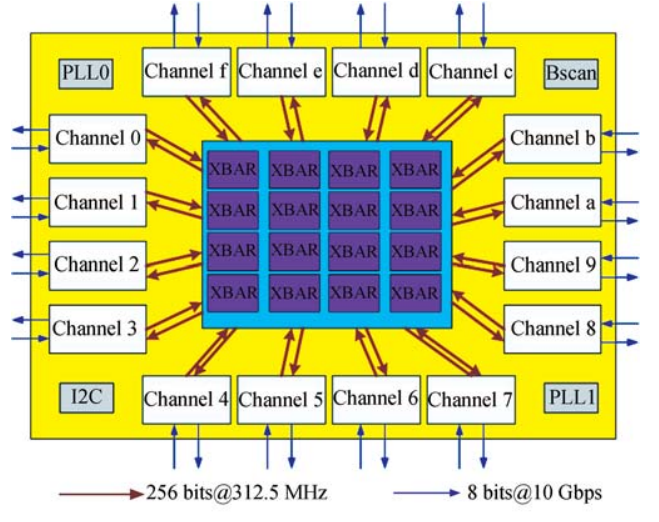 PLL0
Channel f
Channel e
Channel d
Channel c
Bscan
Channel 0
Channel b
XBAR XBAR XBAR XBAR
Channel 1
Channel a
XBAR XBAR XBAR XBAR
Channel 2
Channel 9
XBAR XBAR XBAR XBAR
Channel 3
Channel 8
XBAR XBAR XBAR XBAR
I2C
Channel 4
Channel 5
Channel 6
Channel 7
PLL1
256 bits@312.5 MHz
8 bits@10 Gbps